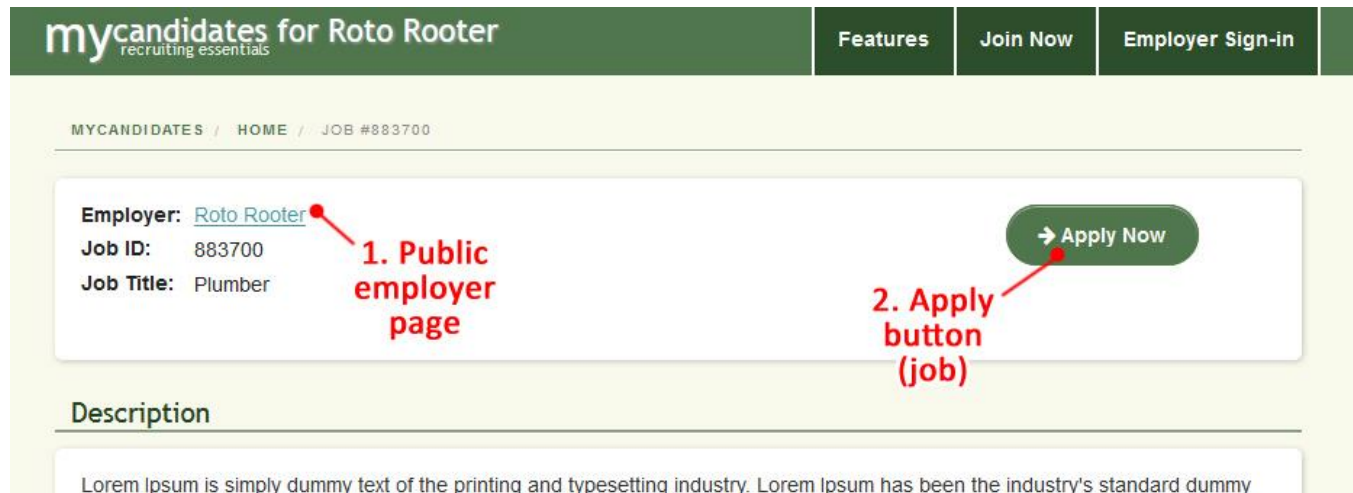 mycandidates for Roto Rooter
recruiting essentials
Features
Join Now
Employer Sign-in
MYCANDIDATES / HOME / JOB #883700
Employer: Roto Rooter
Job ID: 883700
Job Title: Plumber
1. Public
employer
page
Apply Now
2. Apply
button
(job)
Description
Lorem Ipsum is simply dummy text of the printing and typesetting industry. Lorem Ipsum has been the industry's standard dummy